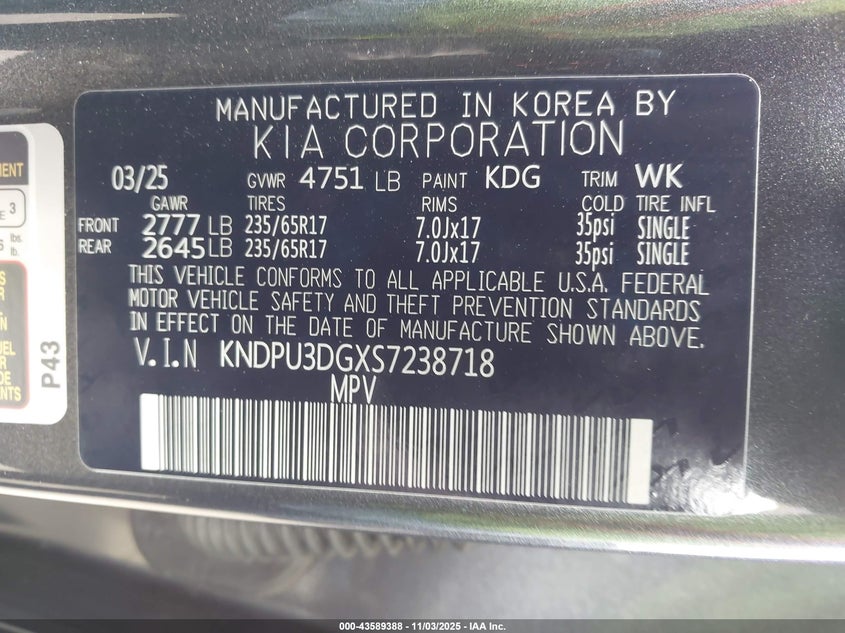 MANUFACTURED IN KOREA BY
KIA CORPORATION
03/25 GVWR 4751 LB PAINT KDG TRIM WK
GAWR TIRES RIMS COLD TIRE INFL
FRONT 2777 LB 235/65R17 7.0Jx17 35psi SINGLE
REAR 2645 LB 235/65R17 7.0Jx17 35psi SINGLE
THIS VEHICLE CONFORMS TO ALL APPLICABLE U.S.A. FEDERAL
MOTOR VEHICLE SAFETY AND THEFT PREVENTION STANDARDS
IN EFFECT ON THE DATE OF MANUFACTURE SHOWN ABOVE.
V.I.N KNDPU3DGXS7238718
MPV
3
lbs.
lb.
P43
000-43589388 - 11/03/2025 - IAA Inc.